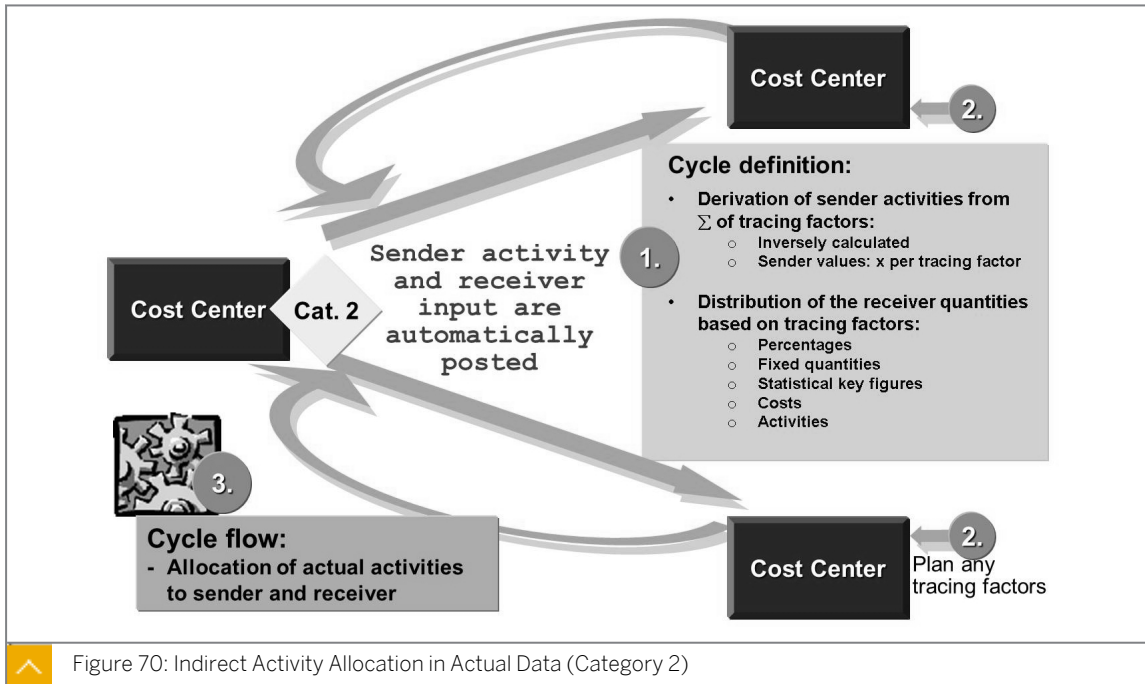 Cost Center
2.
Cycle definition:
• Derivation of sender activities from
∑ of tracing factors:
○ Inversely calculated
○ Sender values: x per tracing factor
• Distribution of the receiver quantities
based on tracing factors:
○ Percentages
○ Fixed quantities
○ Statistical key figures
○ Costs
○ Activities
1.
Sender activity
and receiver
input are
automatically
posted
Cost Center
Cat. 2
3.
Cycle flow:
- Allocation of actual activities
to sender and receiver
Cost Center
2.
Plan any
tracing factors
Figure 70: Indirect Activity Allocation in Actual Data (Category 2)